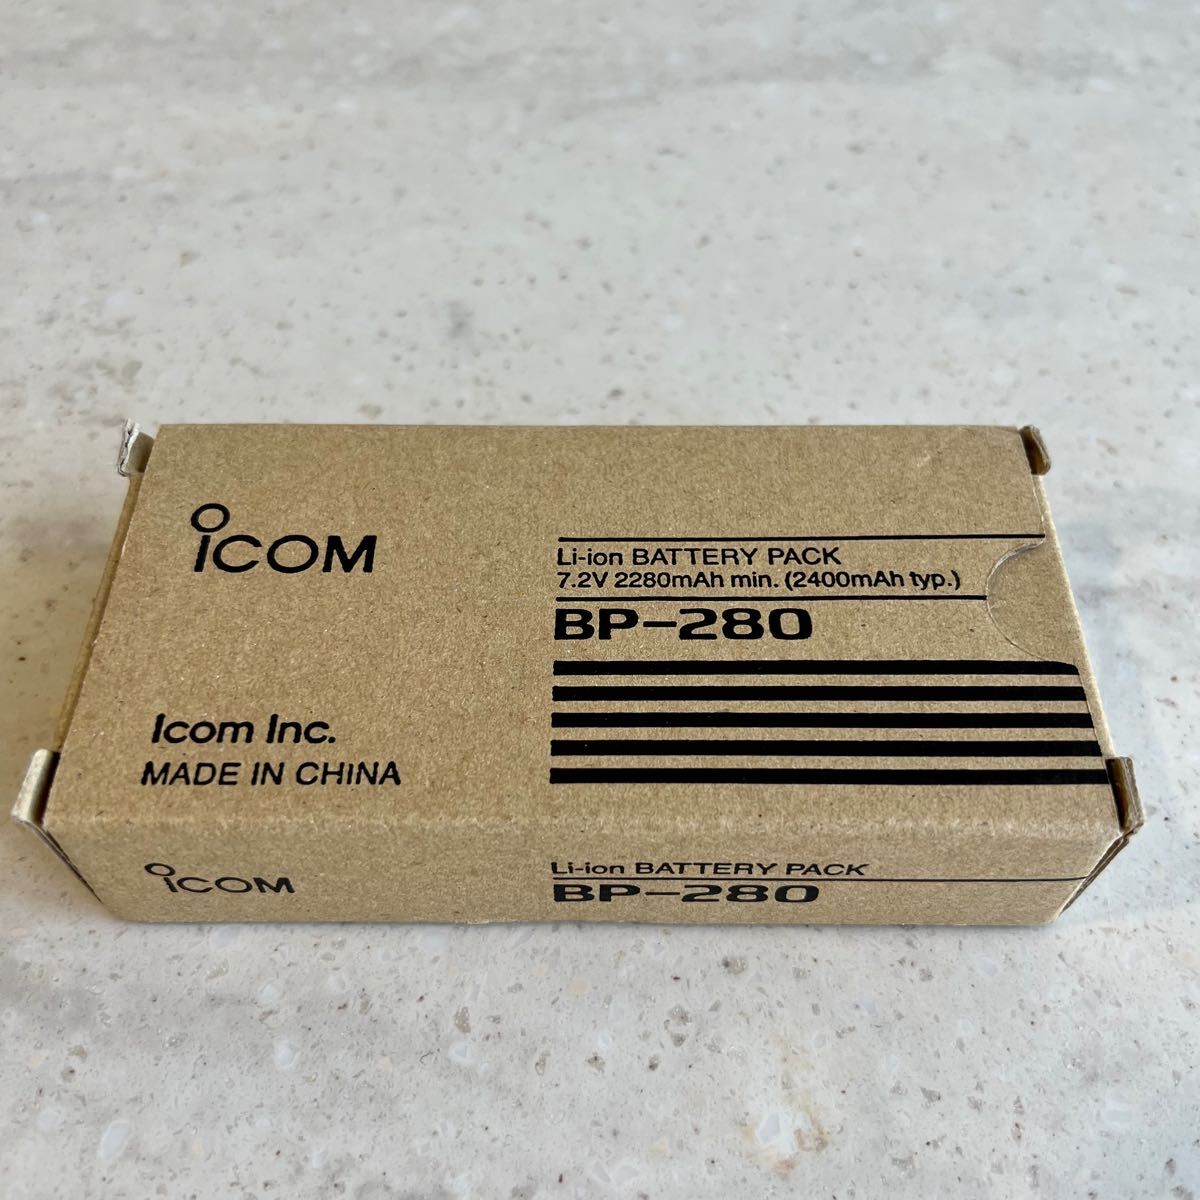 iCOM
Li-ion BATTERY PACK
7.2V 2280mAh min. (2400mAh typ.)
BP-280
Icom Inc.
MADE IN CHINA
iCOM
Li-ion BATTERY PACK
BP-280